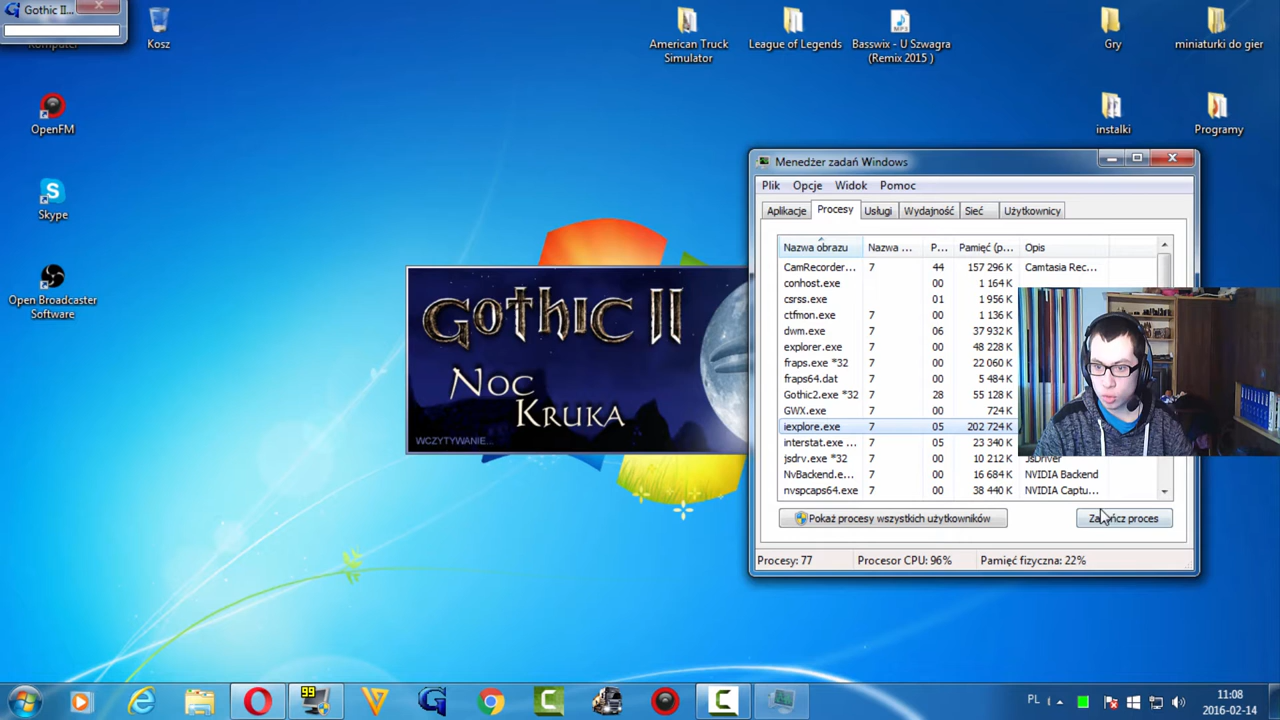 Gothic II...
Kosz
American Truck
Simulator
League of Legends
Basswix - U Szwagra
(Remix 2015 )
Gry
miniaturki do gier
OpenFM
instalki
Programy
Skype
Open Broadcaster
Software
GOTHIC II
NOC
KRUKA
WCZYTYWANIE...
Menedżer zadań Windows
Plik Opcje Widok Pomoc
Aplikacje Procesy Usługi Wydajność Sieć Użytkownicy
Nazwa obrazu Nazwa ... P... Pamięć (p... Opis
CamRecorder... 7 44 157 296 K Camtasia Rec...
conhost.exe 00 1 164 K
csrss.exe 01 1 956 K
ctfmon.exe 7 00 1 136 K
dwm.exe 7 06 37 932 K
explorer.exe 7 00 48 228 K
fraps.exe *32 7 00 22 060 K
fraps64.dat 7 00 5 484 K
Gothic2.exe *32 7 28 55 128 K
GWX.exe 7 00 724 K
iexplore.exe 7 05 202 724 K
interstat.exe ... 7 05 23 340 K
jsdrv.exe *32 7 00 10 212 K JsDriver
NvBackend.e... 7 00 16 684 K NVIDIA Backend
nvspcaps64.exe 7 00 38 440 K NVIDIA Captu...
Pokaż procesy wszystkich użytkowników
Zakończ proces
Procesy: 77 Procesor CPU: 96% Pamięć fizyczna: 22%
99
PL
11:08
2016-02-14